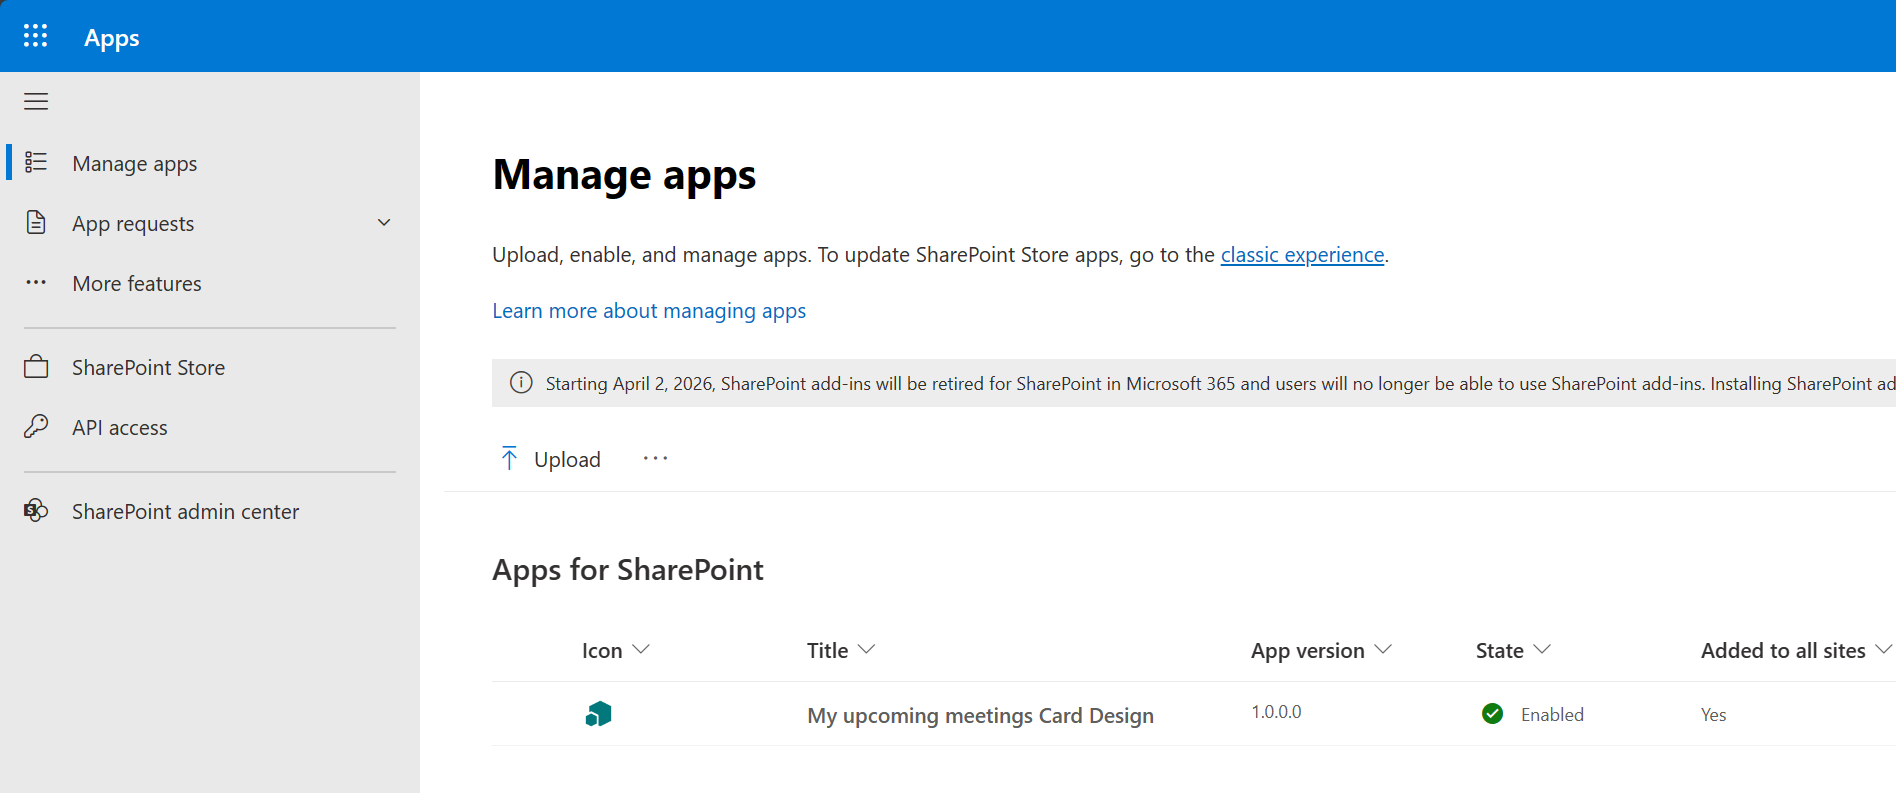 Apps
Manage apps
App requests
More features
SharePoint Store
API access
SharePoint admin center
Manage apps
Upload, enable, and manage apps. To update SharePoint Store apps, go to the classic experience.
Learn more about managing apps
Starting April 2, 2026, SharePoint add-ins will be retired for SharePoint in Microsoft 365 and users will no longer be able to use SharePoint add-ins. Installing SharePoint ad
Upload
Apps for SharePoint
Icon Title App version State Added to all sites
My upcoming meetings Card Design 1.0.0.0 Enabled Yes